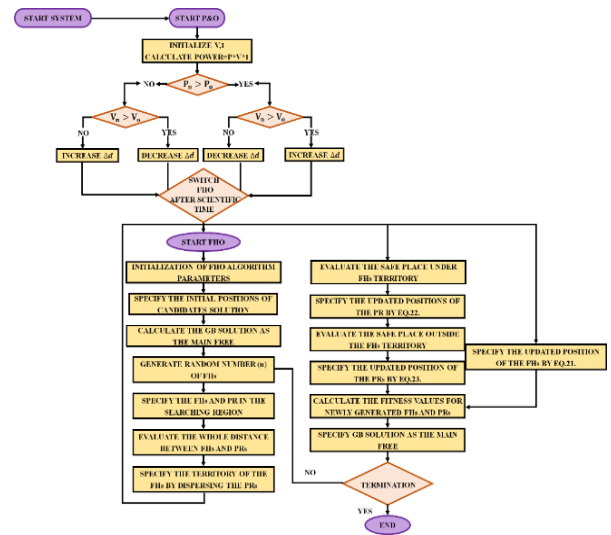 START SYSTEM
START P&O
INITIALIZE V,I
CALCULATE POWER=P*V*I
NO
Pn > Pn
YES
Vn > Vn
Vn > Vn
NO
YES
NO
YES
INCREASE Δd
DECREASE Δd
DECREASE Δd
INCREASE Δd
SWITCH
FHO
AFTER SCIENTIFIC
TIME
START FHO
INITIALIZATION OF FHO ALGORITHM
PARAMETERS
SPECIFY THE INITIAL POSITIONS OF
CANDIDATES SOLUTION
CALCULATE THE GB SOLUTION AS
THE MAIN FREE
GENERATE RANDOM NUMBER (n)
OF FHs
SPECIFY THE FHs AND PR IN THE
SEARCHING REGION
EVALUATE THE WHOLE DISTANCE
BETWEEN FHs AND PRs
SPECIFY THE TERRITORY OF THE
FHs BY DISPERSING THE PRs
EVALUATE THE SAFE PLACE UNDER
FHs TERRITORY
SPECIFY THE UPDATED POSITIONS OF
THE PR BY EQ.22.
EVALUATE THE SAFE PLACE OUTSIDE
THE FHs TERRITORY
SPECIFY THE UPDATED POSITION OF
THE PRs BY EQ.23.
CALCULATE THE FITNESS VALUES FOR
NEWLY GENERATED FHs AND PRs
SPECIFY GB SOLUTION AS THE MAIN
FREE
SPECIFY THE UPDATED POSITION
OF THE FHs BY EQ.21.
NO
TERMINATION
YES
END